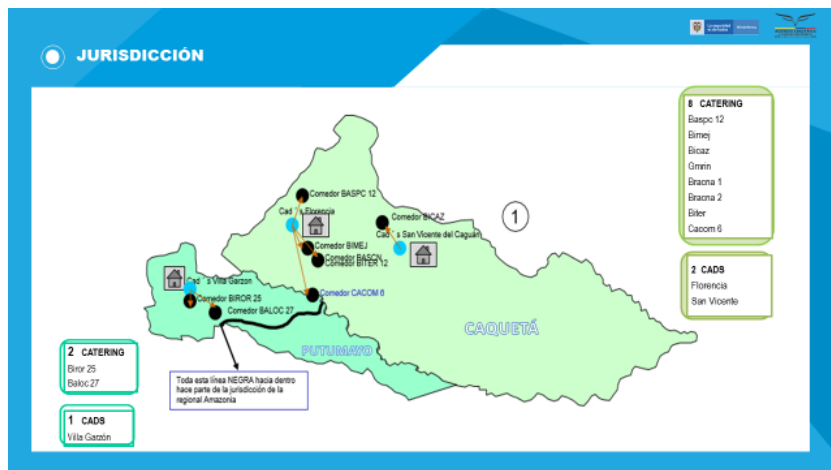 JURISDICCIÓN
8 CATERING
Baspc 12
Bimej
Bicaz
Gmrin
Bracna 1
Bracna 2
Biter
Cacom 6
2 CADS
Florencia
San Vicente
1
Comedor BASPC 12
Cad ´s Florencia
Comedor BICAZ
Cad ´s San Vicente del Caguán
Comedor BIMEJ
Comedor BASCN
Comedor BITER 12
Cad ´s Villa Garzon
Comedor CACOM 6
Comedor BIROR 25
Comedor BALOC 27
CAQUETÁ
PUTUMAYO
2 CATERING
Biror 25
Baloc 27
Toda esta línea NEGRA hacia dentro
hace parte de la jurisdicción de la
regional Amazonia
1 CADS
Villa Garzón